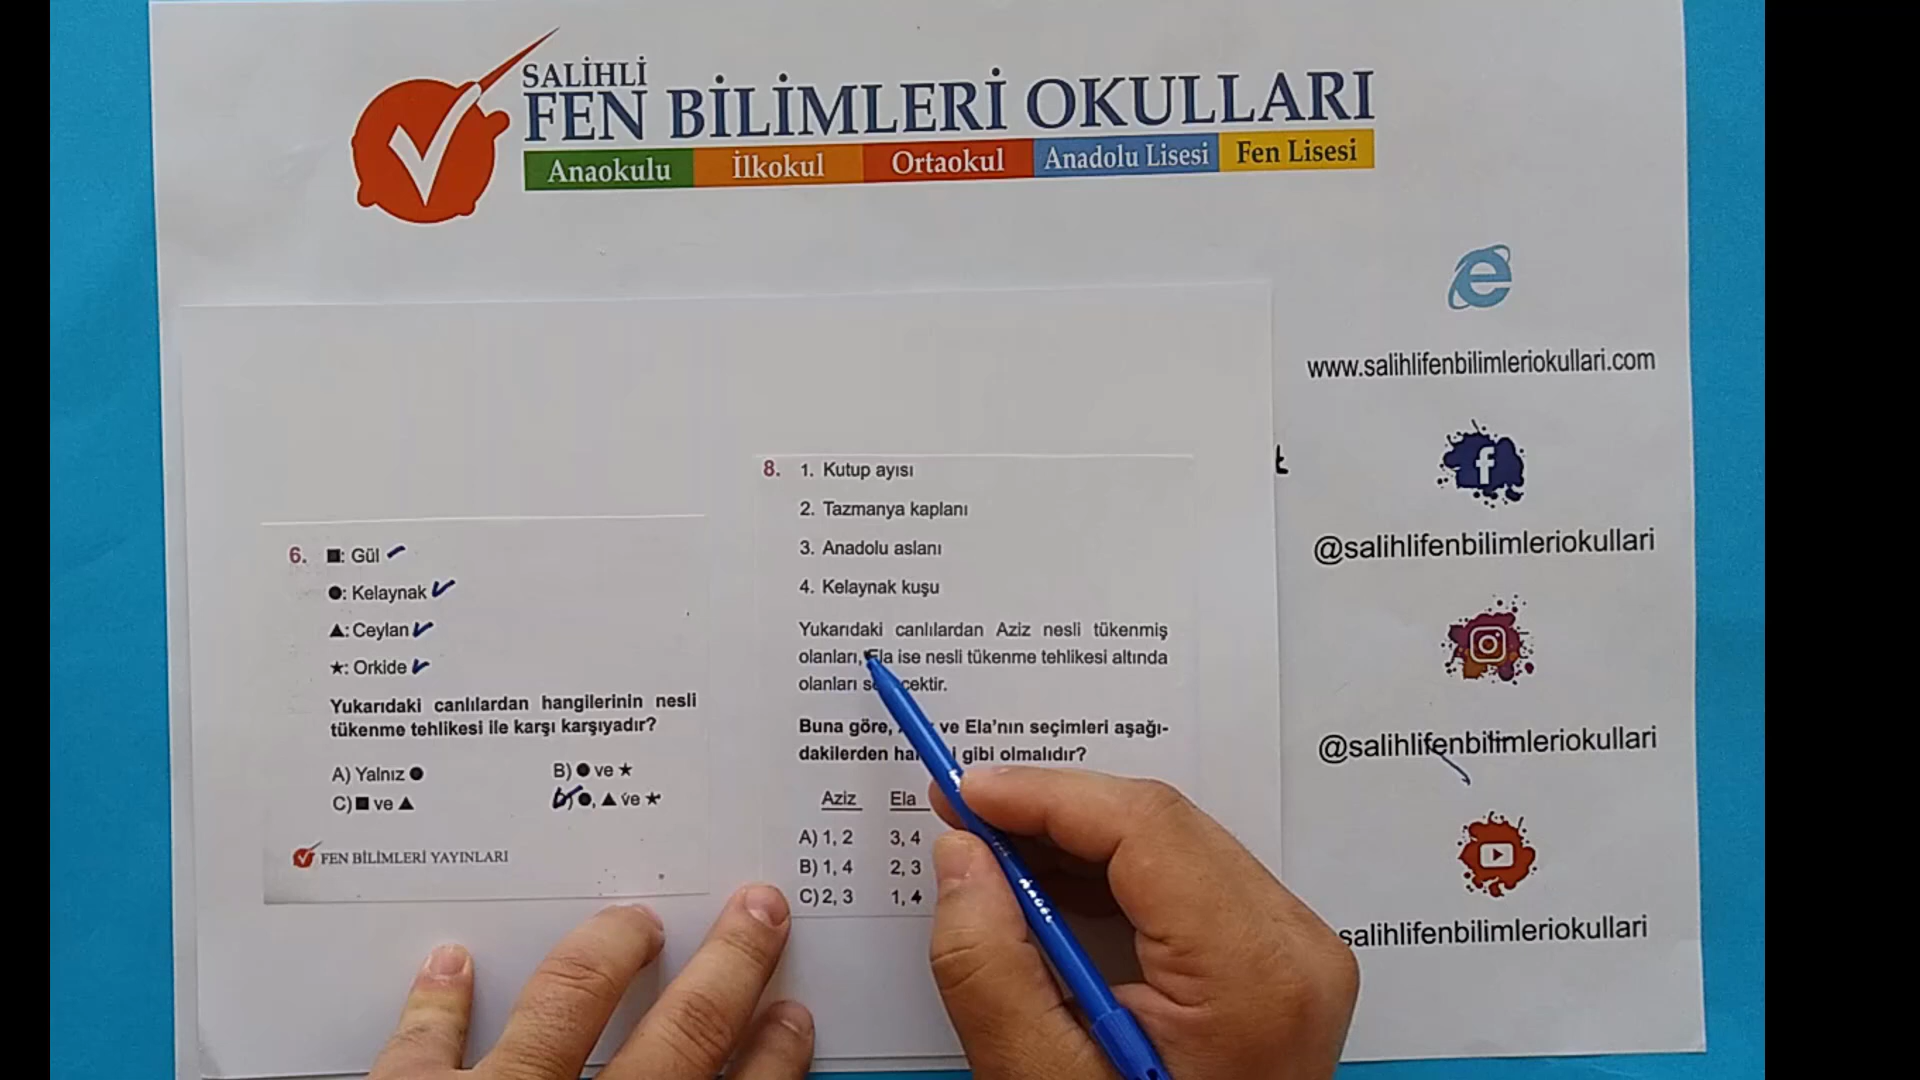 SALİHLİ
FEN BİLİMLERİ OKULLARI
Anaokulu İlkokul Ortaokul Anadolu Lisesi Fen Lisesi
www.salihlifenbilimleriokullari.com
@salihlifenbilimleriokullari
@salihlifenbilimleriokullari
salihlifenbilimleriokullari
6. ■: Gül
●: Kelaynak
▲: Ceylan
★: Orkide
Yukarıdaki canlılardan hangilerinin nesli
tükenme tehlikesi ile karşı karşıyadır?
A) Yalnız ●
B) ● ve ★
C) ■ ve ▲
D) ●, ▲ ve ★
FEN BİLİMLERİ YAYINLARI
8. 1. Kutup ayısı
2. Tazmanya kaplanı
3. Anadolu aslanı
4. Kelaynak kuşu
Yukarıdaki canlılardan Aziz nesli tükenmiş
olanları, Ela ise nesli tükenme tehlikesi altında
olanları
Buna göre, ve Ela'nın seçimleri aşağı-
dakilerden gibi olmalıdır?
Aziz Ela
A) 1, 2 3, 4
B) 1, 4 2, 3
C) 2, 3 1, 4